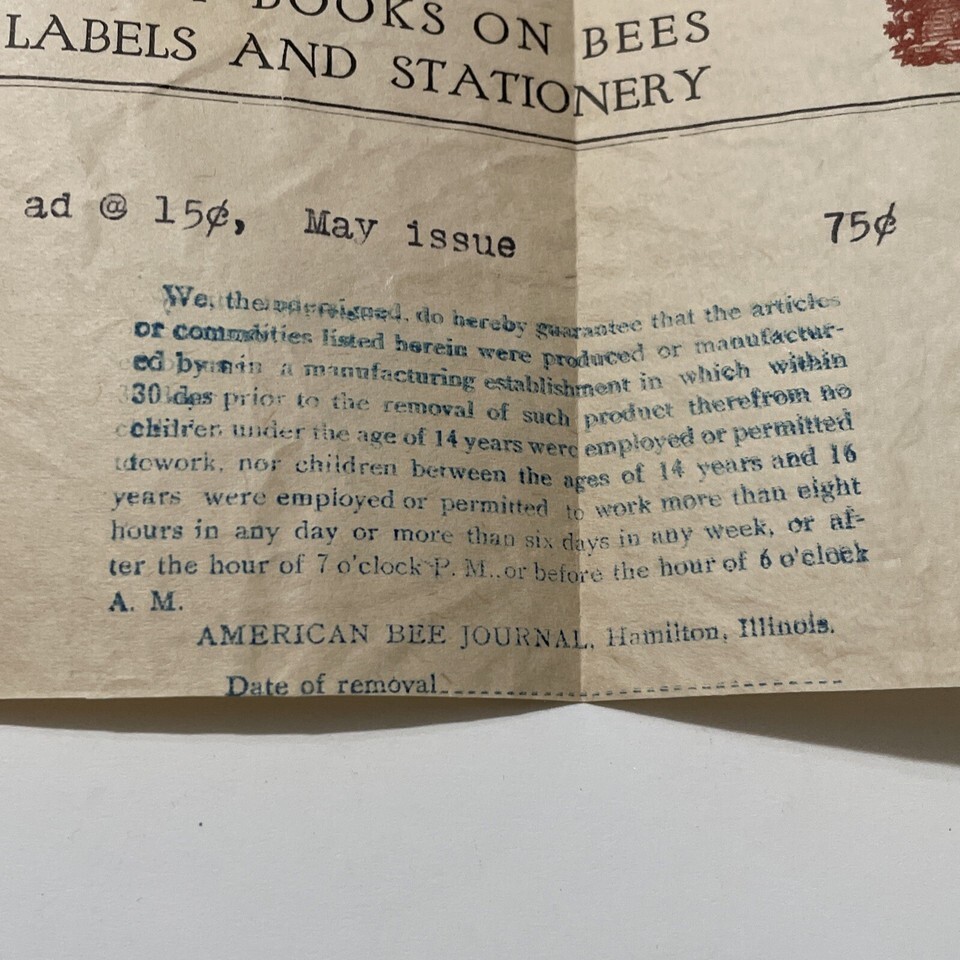 BOOKS ON BEES
LABELS AND STATIONERY
ad @ 15¢, May issue 75¢
We, the undersigned, do hereby guarantee that the articles
or commodities listed herein were produced or manufactur-
ed by in a manufacturing establishment in which within
30 prior to the removal of such product therefrom no
children under the age of 14 years were employed or permitted
work, nor children between the ages of 14 years and 16
years were employed or permitted to work more than eight
hours in any day or more than six days in any week, or af-
ter the hour of 7 o'clock P. M., or before the hour of 6 o'clock
A. M.
AMERICAN BEE JOURNAL, Hamilton, Illinois.
Date of removal